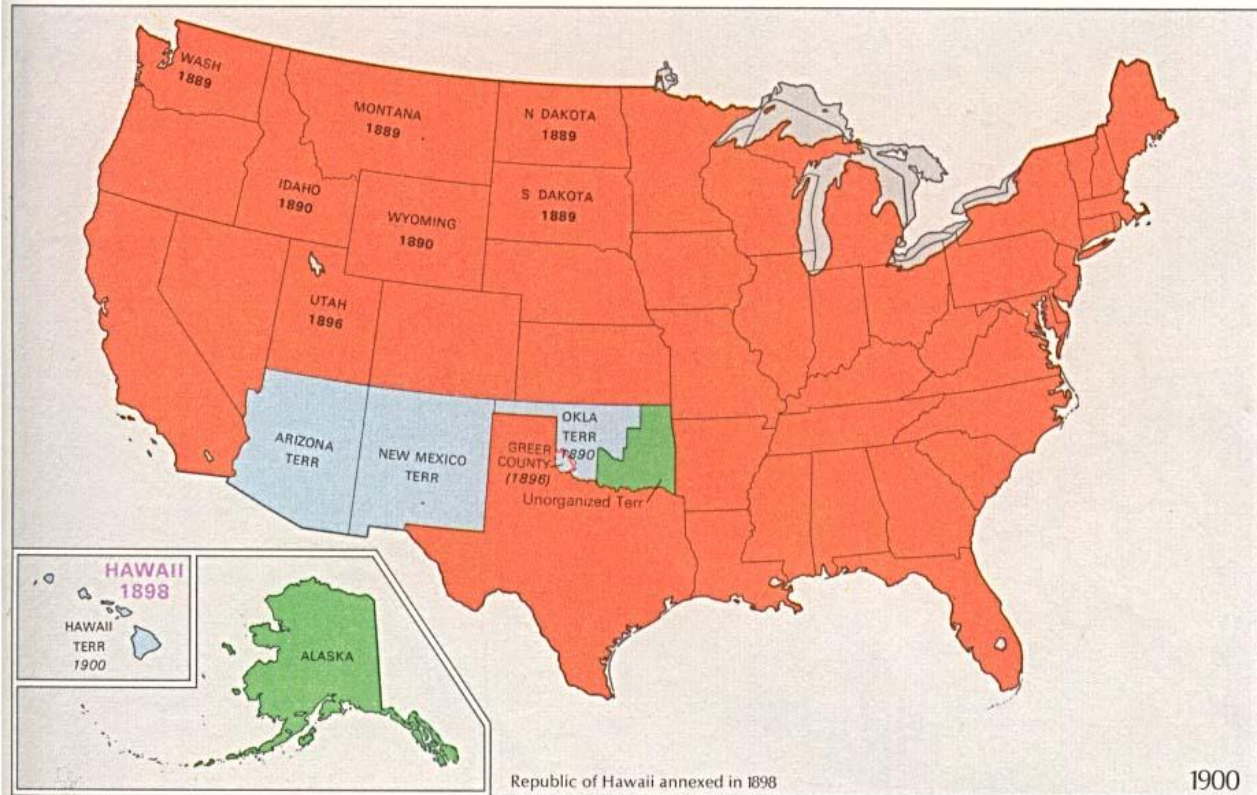 WASH
1889
MONTANA
1889
N DAKOTA
1889
IDAHO
1890
WYOMING
1890
S DAKOTA
1889
UTAH
1896
ARIZONA
TERR
NEW MEXICO
TERR
OKLA
TERR
1890
GREER
COUNTY
(1896)
Unorganized Terr
HAWAII
1898
HAWAII
TERR
1900
ALASKA
Republic of Hawaii annexed in 1898
1900